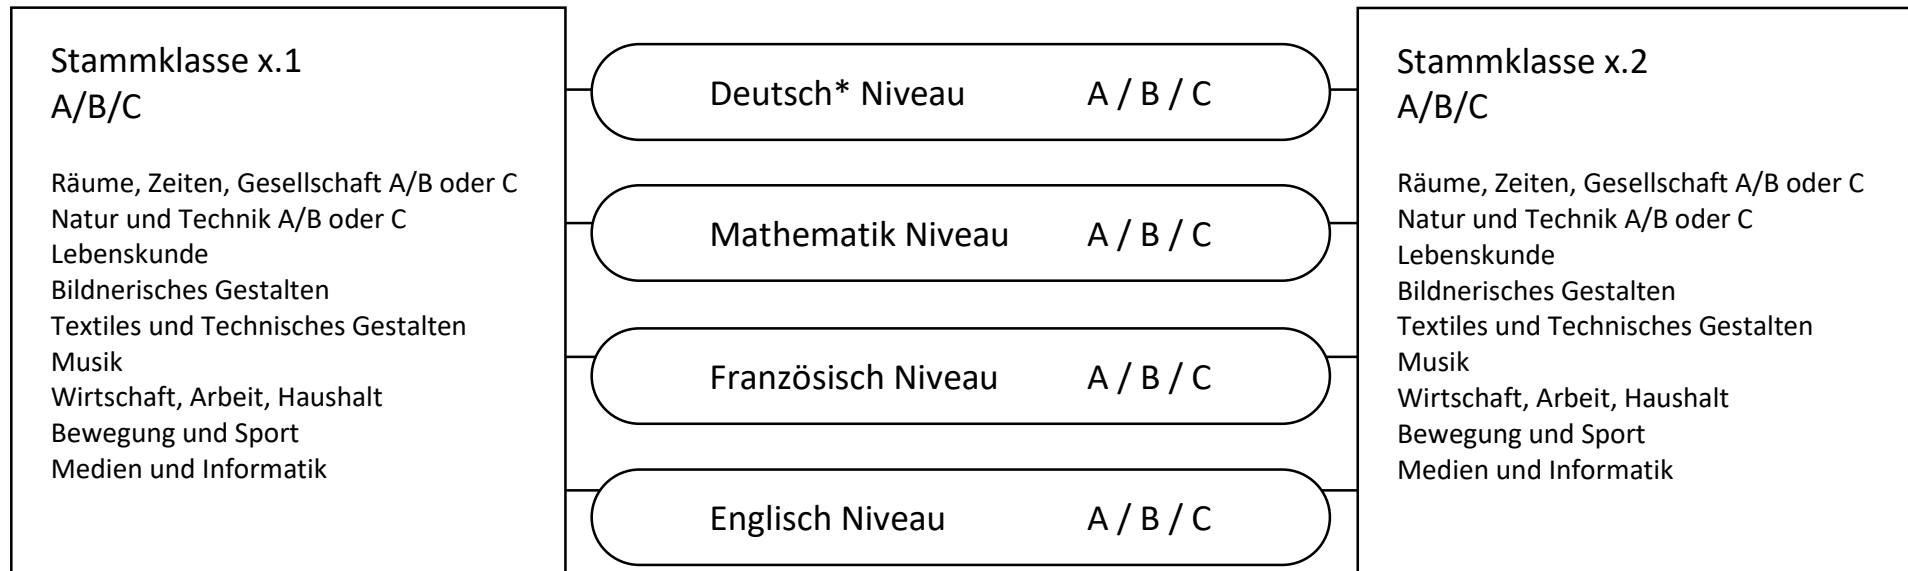 Stammklasse x.1
A/B/C
Räume, Zeiten, Gesellschaft A/B oder C
Natur und Technik A/B oder C
Lebenskunde
Bildnerisches Gestalten
Textiles und Technisches Gestalten
Musik
Wirtschaft, Arbeit, Haushalt
Bewegung und Sport
Medien und Informatik
Deutsch* Niveau A / B / C
Mathematik Niveau A / B / C
Französisch Niveau A / B / C
Englisch Niveau A / B / C
Stammklasse x.2
A/B/C
Räume, Zeiten, Gesellschaft A/B oder C
Natur und Technik A/B oder C
Lebenskunde
Bildnerisches Gestalten
Textiles und Technisches Gestalten
Musik
Wirtschaft, Arbeit, Haushalt
Bewegung und Sport
Medien und Informatik